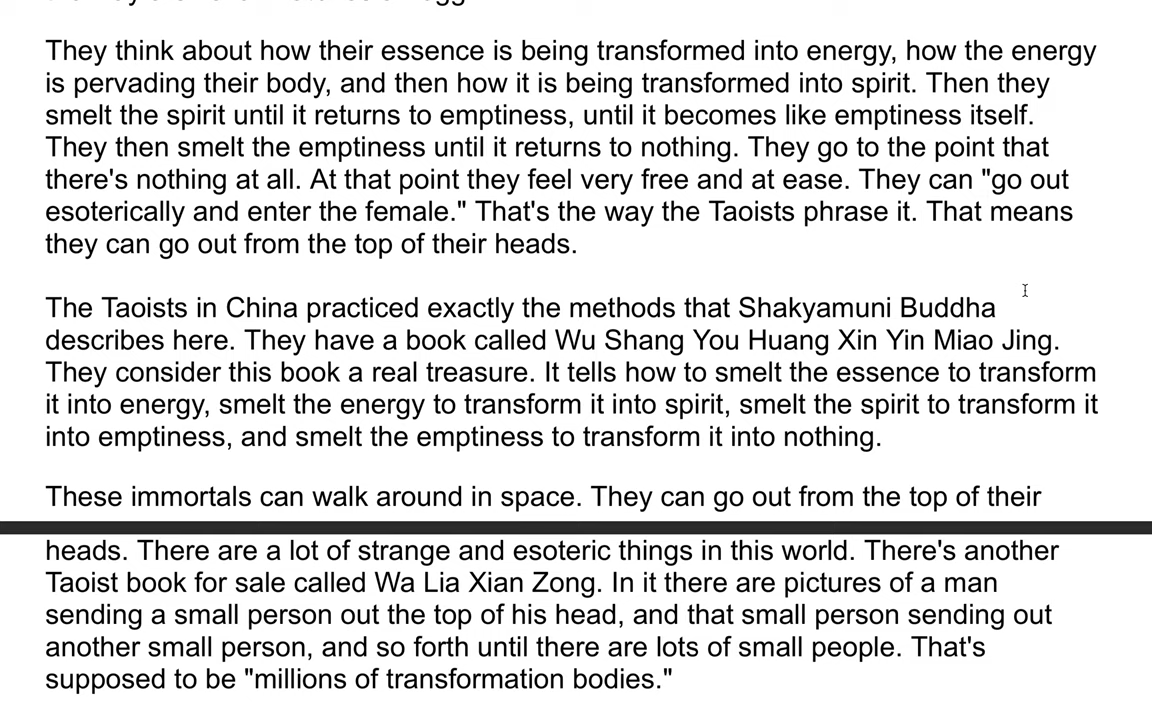 They think about how their essence is being transformed into energy, how the energy
is pervading their body, and then how it is being transformed into spirit. Then they
smelt the spirit until it returns to emptiness, until it becomes like emptiness itself.
They then smelt the emptiness until it returns to nothing. They go to the point that
there's nothing at all. At that point they feel very free and at ease. They can "go out
esoterically and enter the female." That's the way the Taoists phrase it. That means
they can go out from the top of their heads.
The Taoists in China practiced exactly the methods that Shakyamuni Buddha
describes here. They have a book called Wu Shang You Huang Xin Yin Miao Jing.
They consider this book a real treasure. It tells how to smelt the essence to transform
it into energy, smelt the energy to transform it into spirit, smelt the spirit to transform it
into emptiness, and smelt the emptiness to transform it into nothing.
These immortals can walk around in space. They can go out from the top of their
heads. There are a lot of strange and esoteric things in this world. There's another
Taoist book for sale called Wa Lia Xian Zong. In it there are pictures of a man
sending a small person out the top of his head, and that small person sending out
another small person, and so forth until there are lots of small people. That's
supposed to be "millions of transformation bodies."